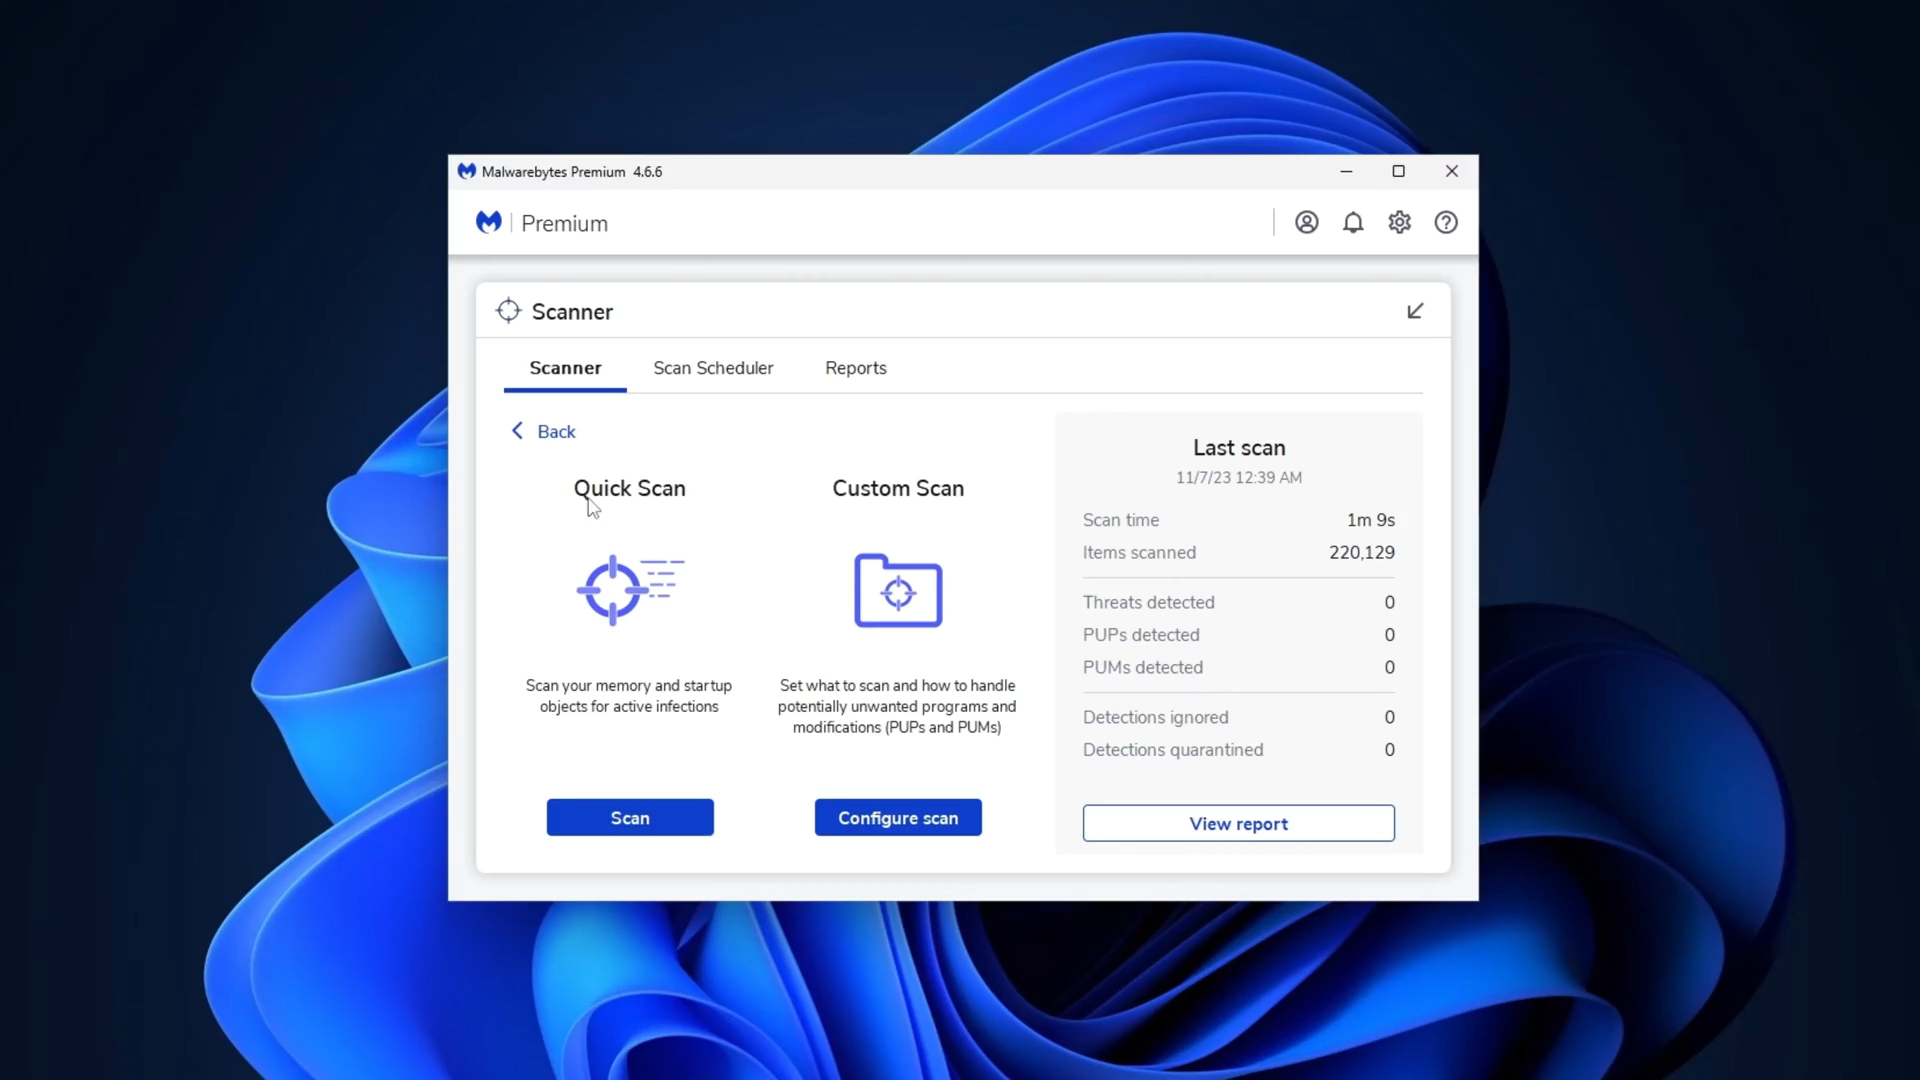 Malwarebytes Premium 4.6.6
Premium
Scanner
Scanner
Scan Scheduler
Reports
Back
Quick Scan
Scan your memory and startup
objects for active infections
Scan
Custom Scan
Set what to scan and how to handle
potentially unwanted programs and
modifications (PUPs and PUMs)
Configure scan
Last scan
11/7/23 12:39 AM
Scan time 1m 9s
Items scanned 220,129
Threats detected 0
PUPs detected 0
PUMs detected 0
Detections ignored 0
Detections quarantined 0
View report